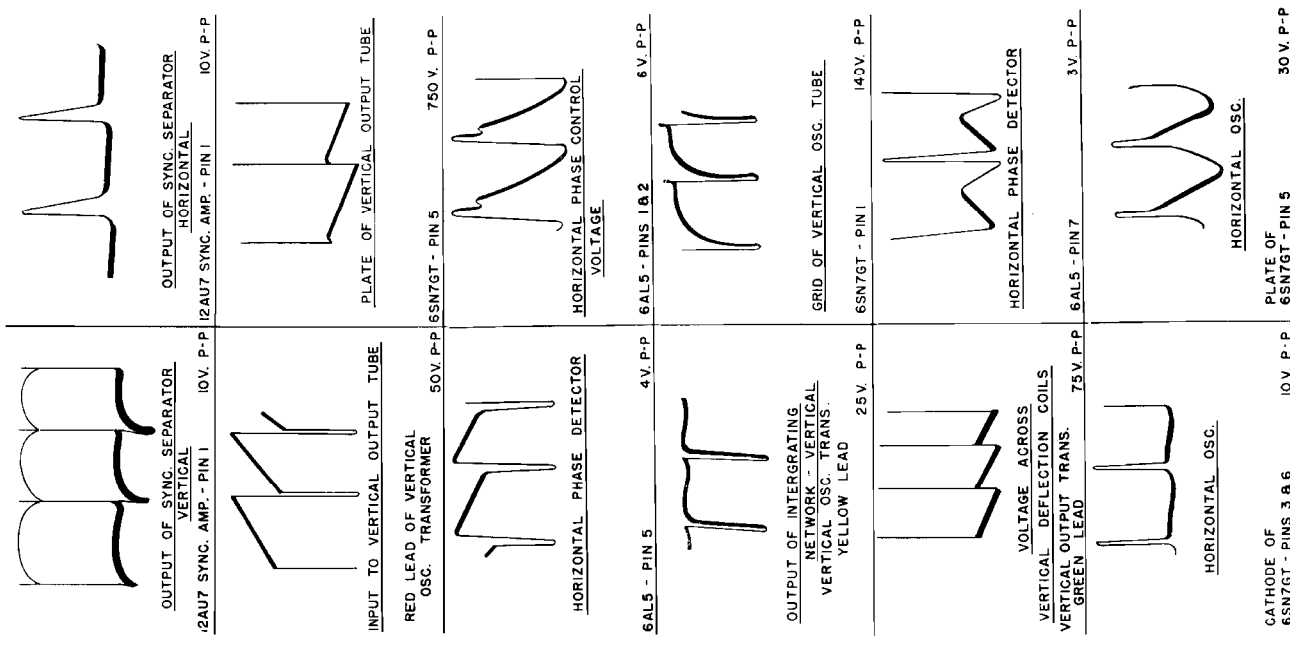 OUTPUT OF SYNC. SEPARATOR
VERTICAL
12AU7 SYNC. AMP. - PIN 1 10V. P-P
OUTPUT OF SYNC. SEPARATOR
HORIZONTAL
12AU7 SYNC. AMP. - PIN 1 10V. P-P
INPUT TO VERTICAL OUTPUT TUBE
RED LEAD OF VERTICAL
OSC. TRANSFORMER 50V. P-P
PLATE OF VERTICAL OUTPUT TUBE
6SN7GT - PIN 5 750 V. P-P
HORIZONTAL PHASE DETECTOR
6AL5 - PIN 5 4 V. P-P
HORIZONTAL PHASE CONTROL
VOLTAGE
6AL5 - PINS 1 & 2 6 V. P-P
OUTPUT OF INTERGRATING
NETWORK - VERTICAL
VERTICAL OSC. TRANS.
YELLOW LEAD 25 V. P-P
GRID OF VERTICAL OSC. TUBE
6SN7GT - PIN 1 140V. P-P
VOLTAGE ACROSS
VERTICAL DEFLECTION COILS
VERTICAL OUTPUT TRANS.
GREEN LEAD 75 V. P-P
HORIZONTAL PHASE DETECTOR
6AL5 - PIN 7 3 V. P-P
HORIZONTAL OSC.
CATHODE OF
6SN7GT - PINS 3 & 6 10 V. P-P
HORIZONTAL OSC.
PLATE OF
6SN7GT - PIN 5 30 V. P-P